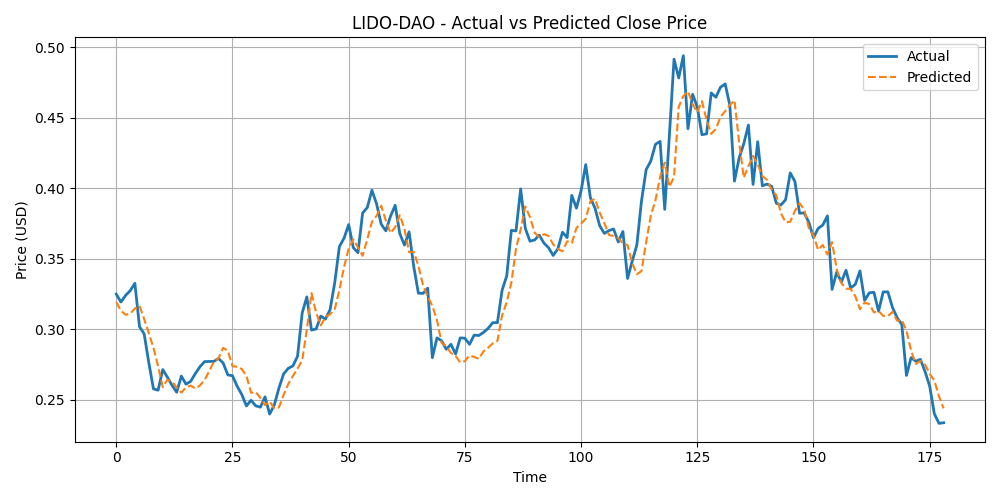 LIDO-DAO - Actual vs Predicted Close Price
Price (USD)
0.50
0.45
0.40
0.35
0.30
0.25
Actual
Predicted
0 25 50 75 100 125 150 175
Time